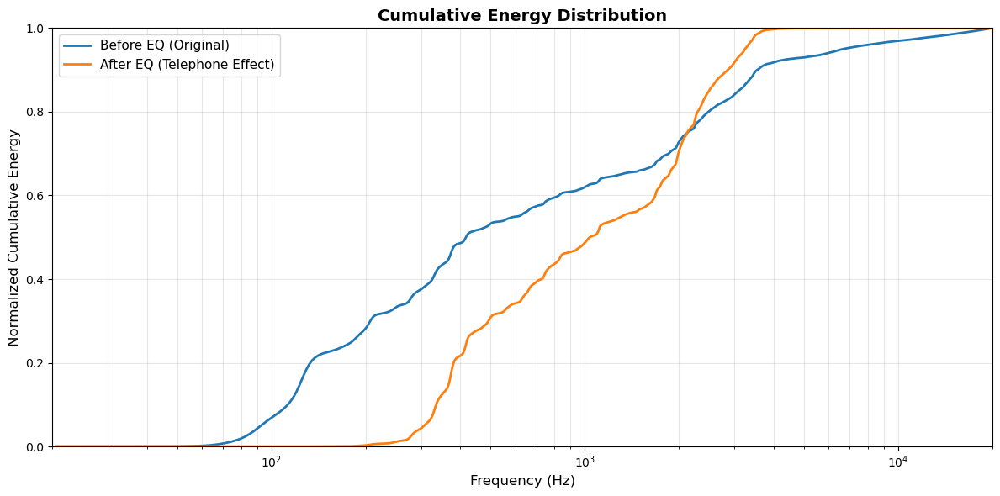 Cumulative Energy Distribution
Before EQ (Original)
After EQ (Telephone Effect)
Normalized Cumulative Energy
1.0
0.8
0.6
0.4
0.2
0.0
10²
10³
10⁴
Frequency (Hz)